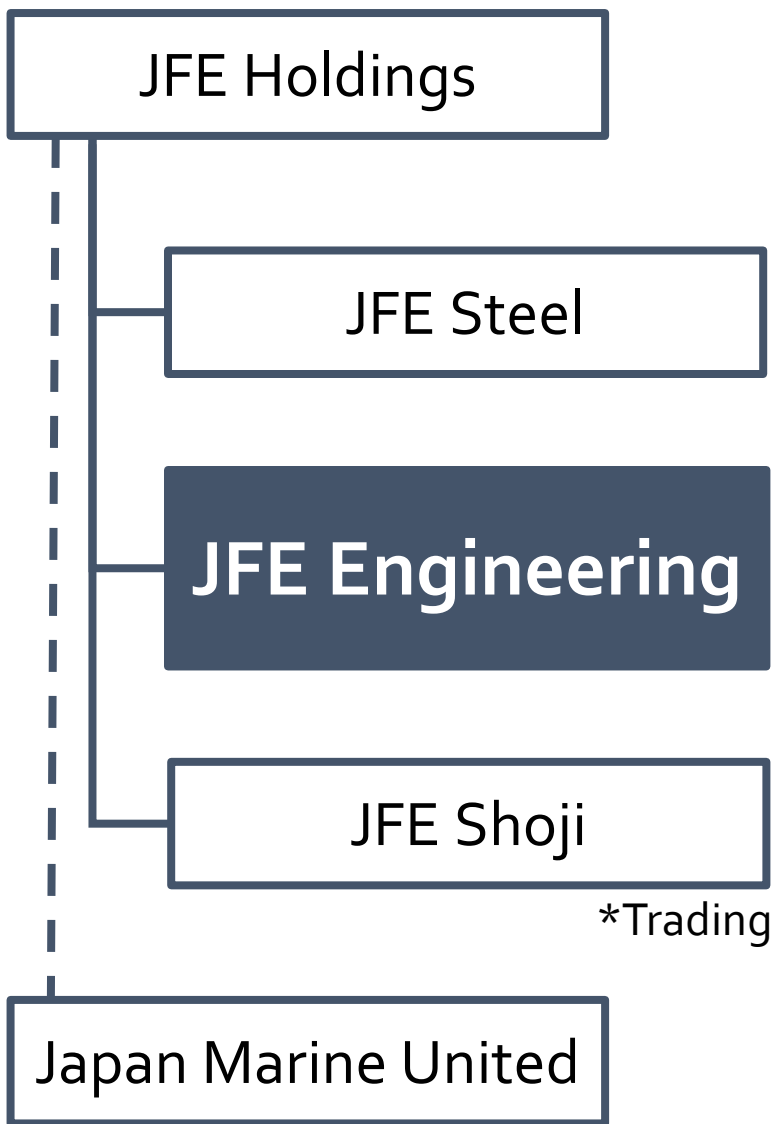 JFE Holdings
JFE Steel
JFE Engineering
JFE Shoji
*Trading
Japan Marine United